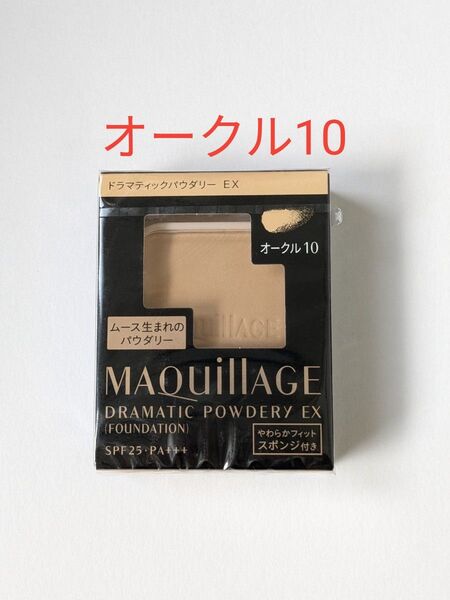 オークル10
ドラマティックパウダリー EX
オークル10
QuillAGE
ムース生まれの
パウダリー
MAQuillAGE
DRAMATIC POWDERY EX
(FOUNDATION)
やわらかフィット
スポンジ付き
SPF25・PA+++